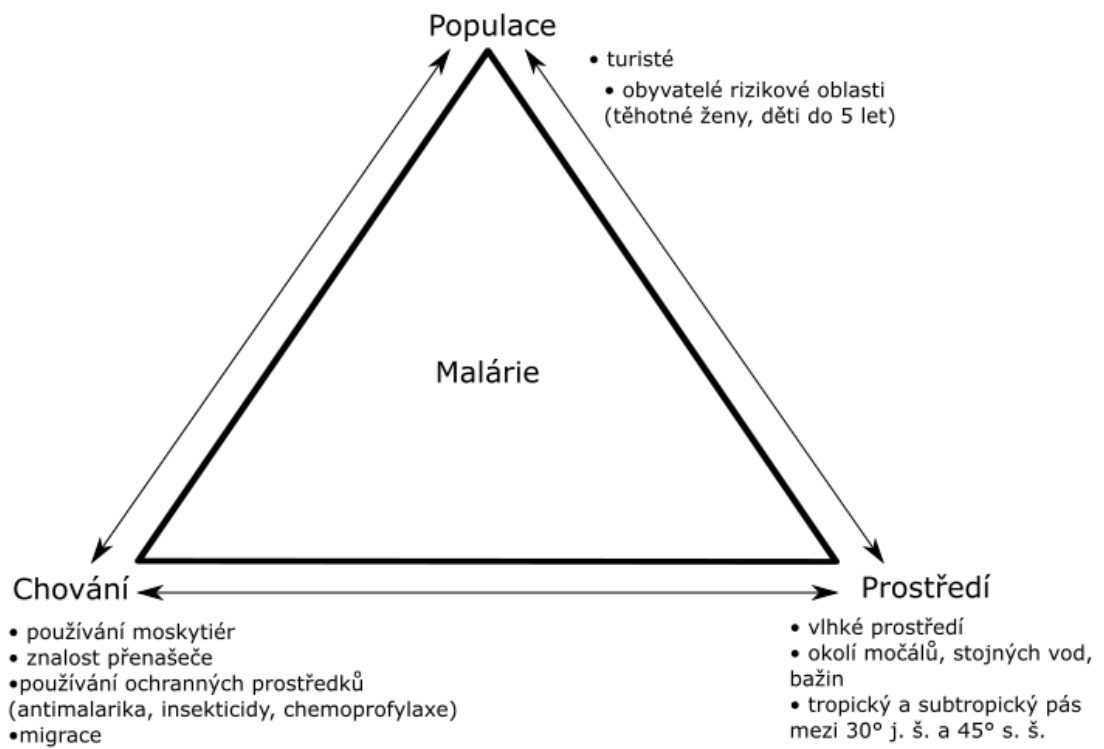 Populace
• turisté
• obyvatelé rizikové oblasti
(těhotné ženy, děti do 5 let)
Malárie
Chování
• používání moskytiér
• znalost přenašeče
•používání ochranných prostředků
(antimalarika, insekticidy, chemoprofylaxe)
•migrace
Prostředí
• vlhké prostředí
• okolí močálů, stojných vod,
bažin
• tropický a subtropický pás
mezi 30° j. š. a 45° s. š.